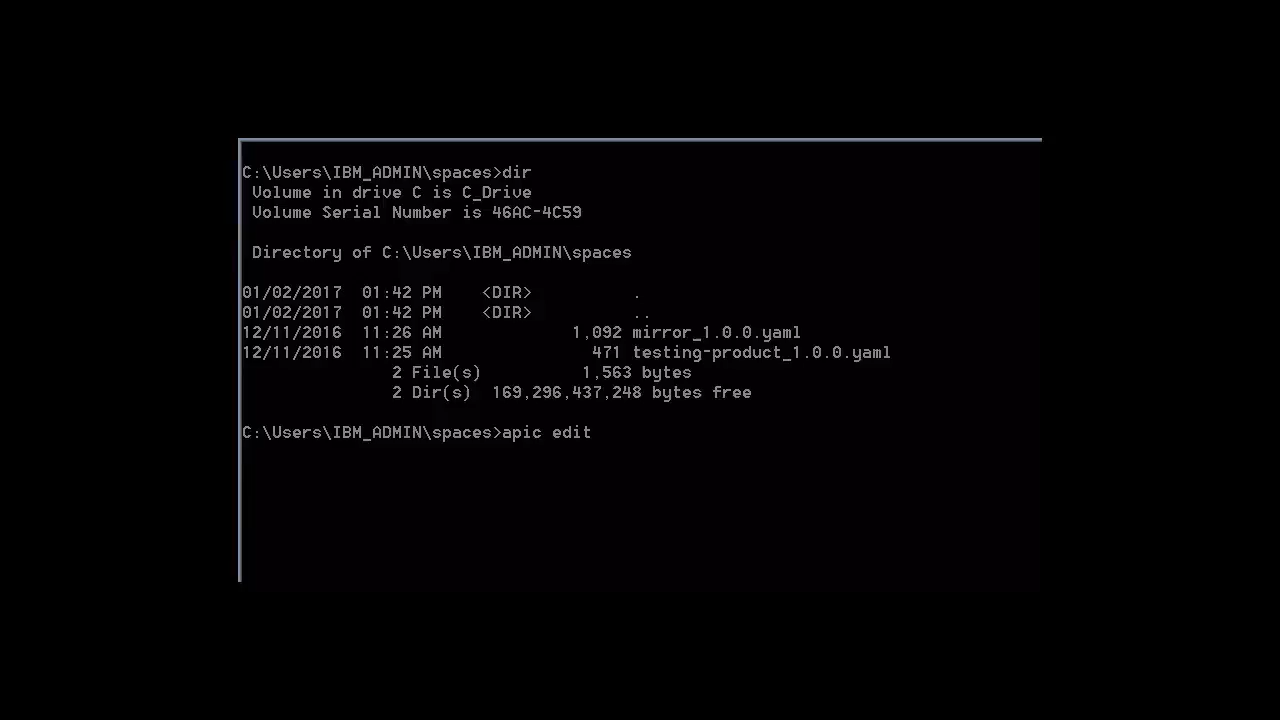 C:\Users\IBM_ADMIN\spaces>dir
Volume in drive C is C_Drive
Volume Serial Number is 46AC-4C59
Directory of C:\Users\IBM_ADMIN\spaces
01/02/2017 01:42 PM <DIR> .
01/02/2017 01:42 PM <DIR> ..
12/11/2016 11:26 AM 1,092 mirror_1.0.0.yaml
12/11/2016 11:25 AM 471 testing-product_1.0.0.yaml
2 File(s) 1,563 bytes
2 Dir(s) 169,296,437,248 bytes free
C:\Users\IBM_ADMIN\spaces>apic edit